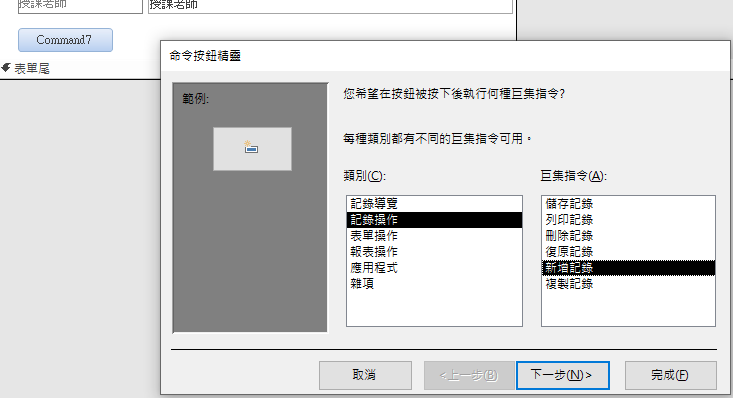 授課老師 授課老師
Command7
表單尾
命令按鈕精靈
範例:
您希望在按鈕被按下後執行何種巨集指令?
每種類別都有不同的巨集指令可用。
類別(C): 巨集指令(A):
記錄導覽 儲存記錄
記錄操作 列印記錄
表單操作 刪除記錄
報表操作 復原記錄
應用程式 新增記錄
雜項 複製記錄
取消 <上一步(B) 下一步(N)> 完成(F)